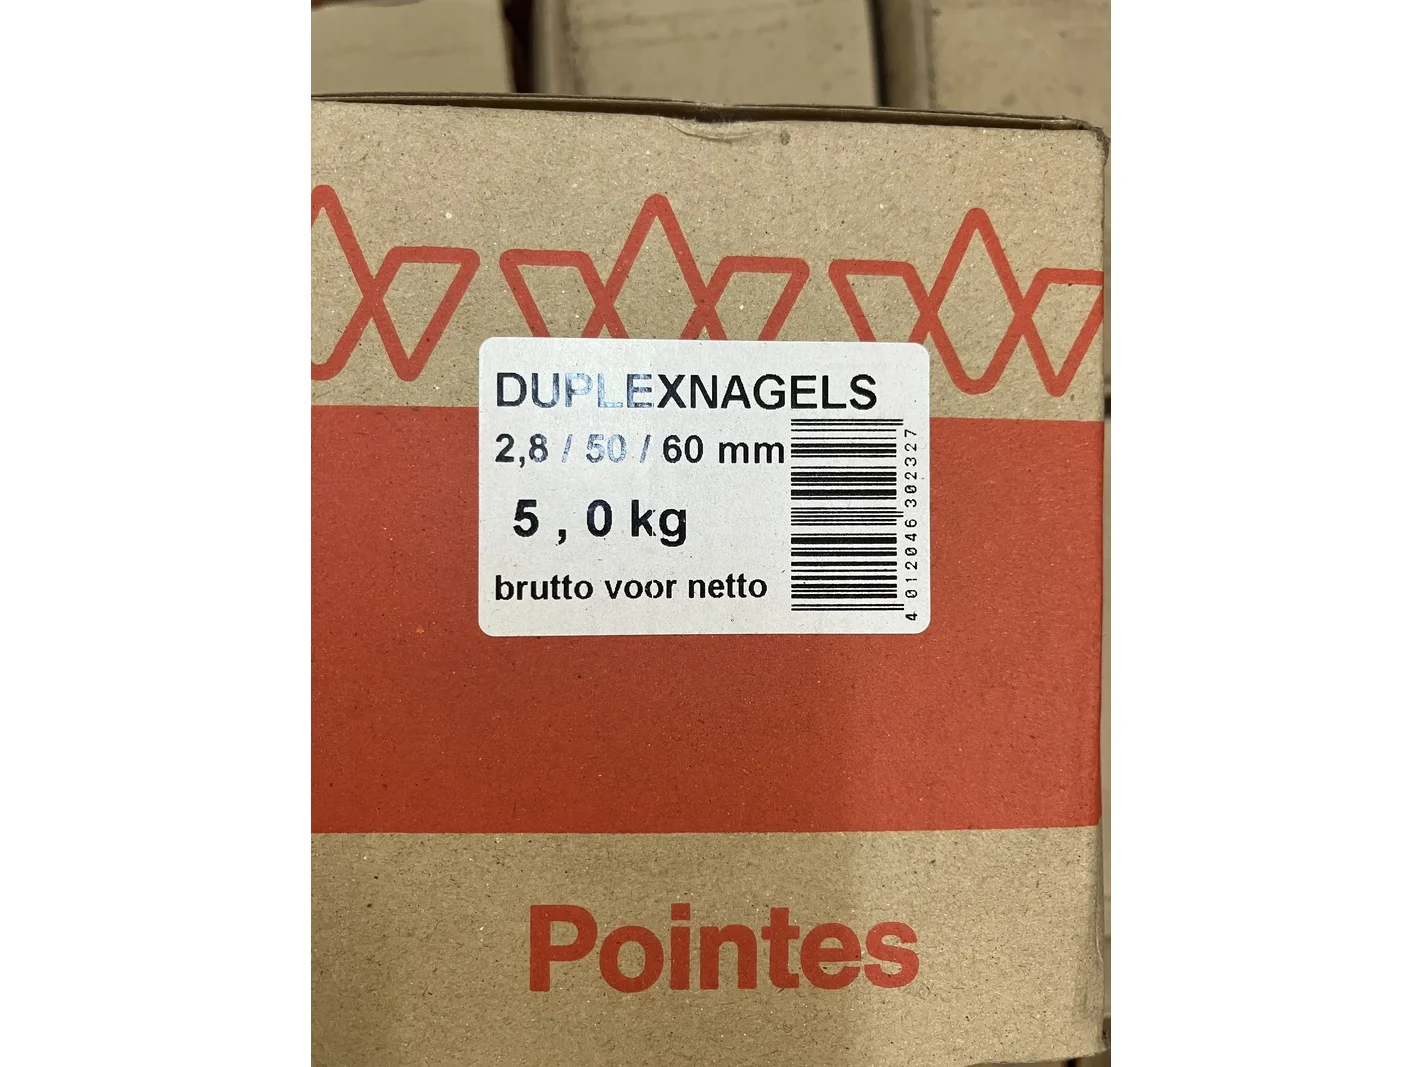 DUPLEXNAGELS
2,8 / 50 / 60 mm
5 , 0 kg
brutto voor netto
4 012046 302327
Pointes